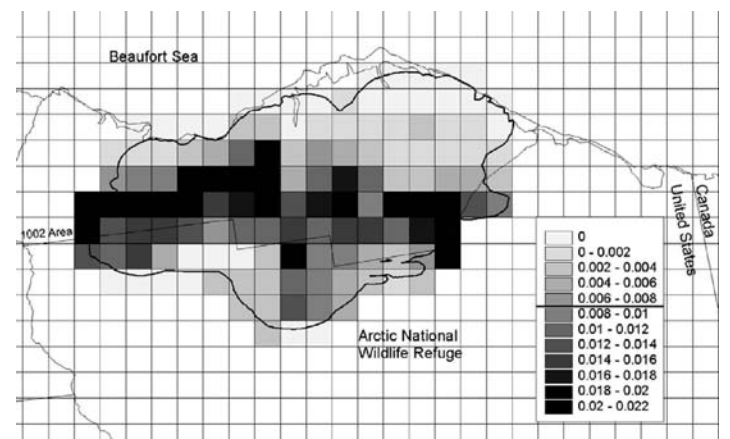 Beaufort Sea
1002 Area
Canada
United States
0
0 - 0.002
0.002 - 0.004
0.004 - 0.006
0.006 - 0.008
0.008 - 0.01
0.01 - 0.012
0.012 - 0.014
0.014 - 0.016
0.016 - 0.018
0.018 - 0.02
0.02 - 0.022
Arctic National
Wildlife Refuge